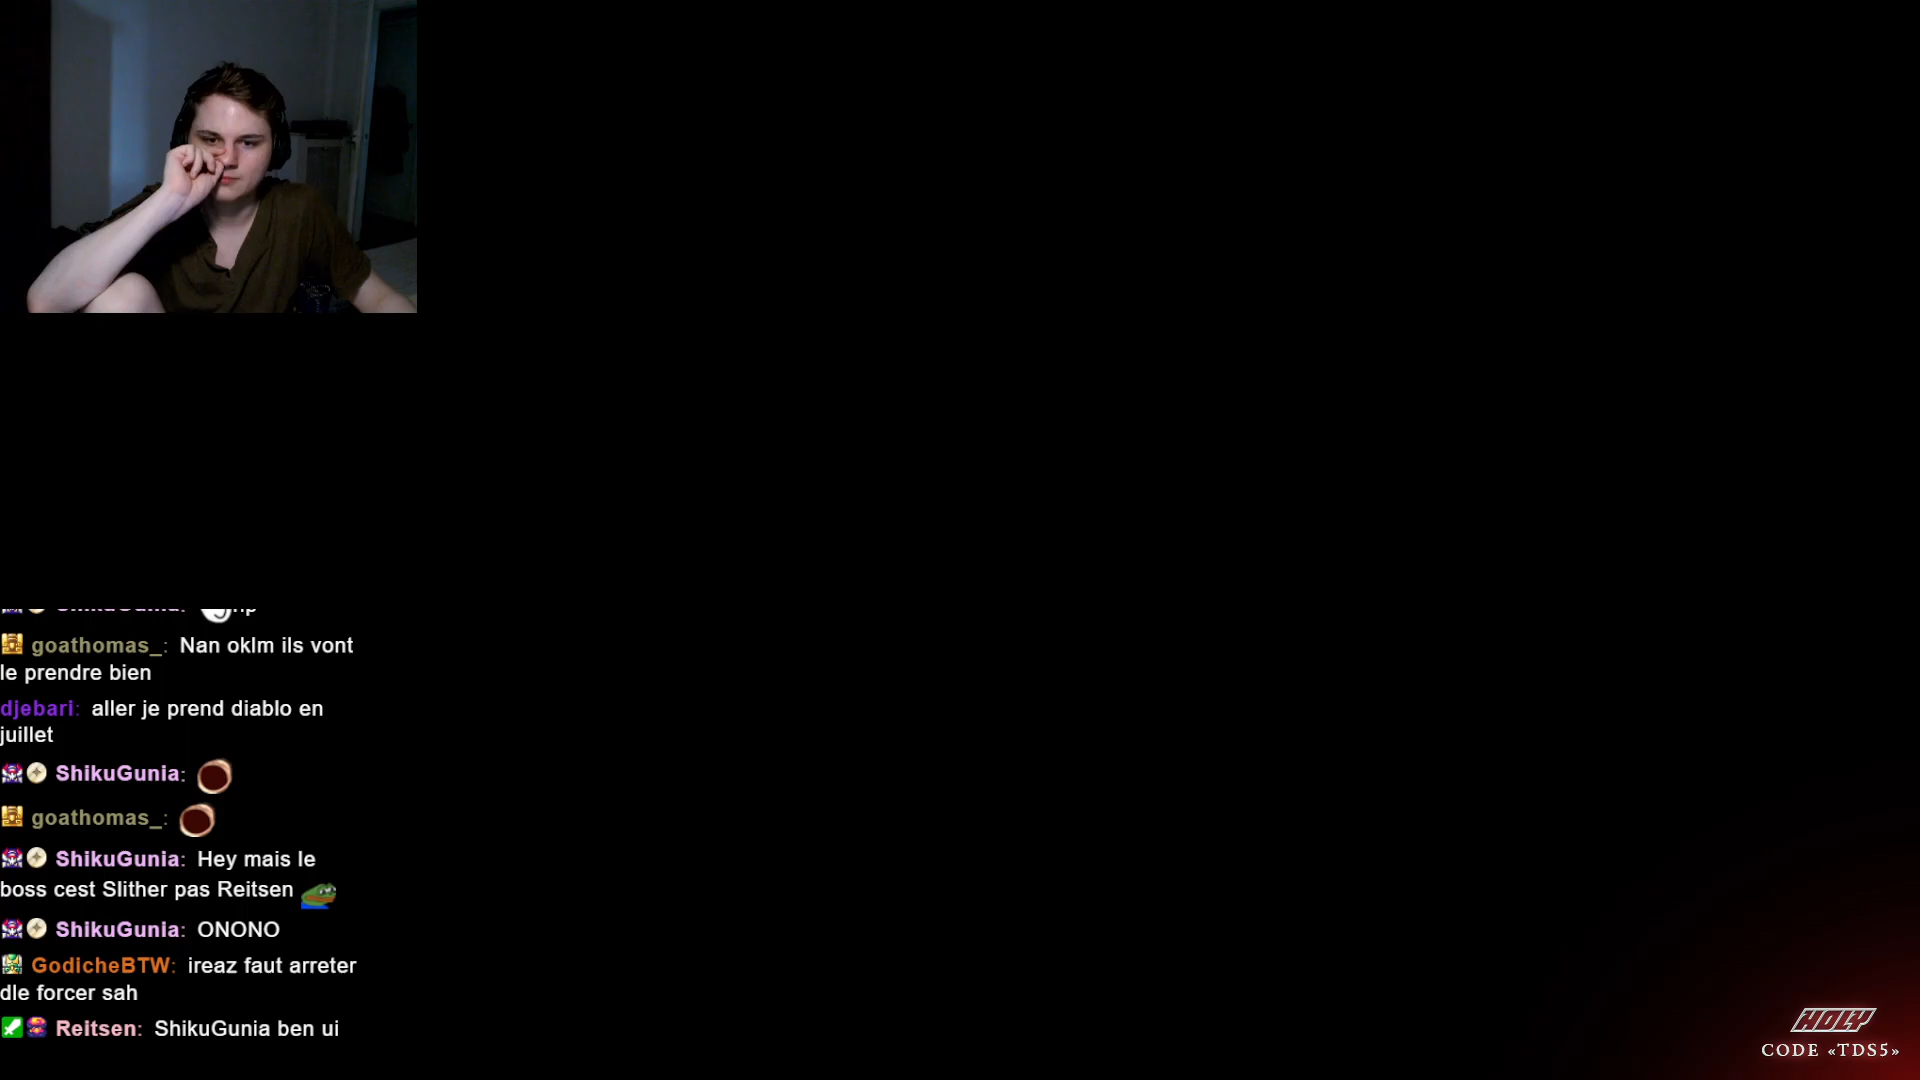 goathomas_: Nan oklm ils vont
le prendre bien
djebari: aller je prend diablo en
juillet
ShikuGunia:
goathomas_:
ShikuGunia: Hey mais le
boss cest Slither pas Reitsen
ShikuGunia: ONONO
GodicheBTW: ireaz faut arreter
dle forcer sah
Reitsen: ShikuGunia ben ui
HOLY
CODE «TDS5»